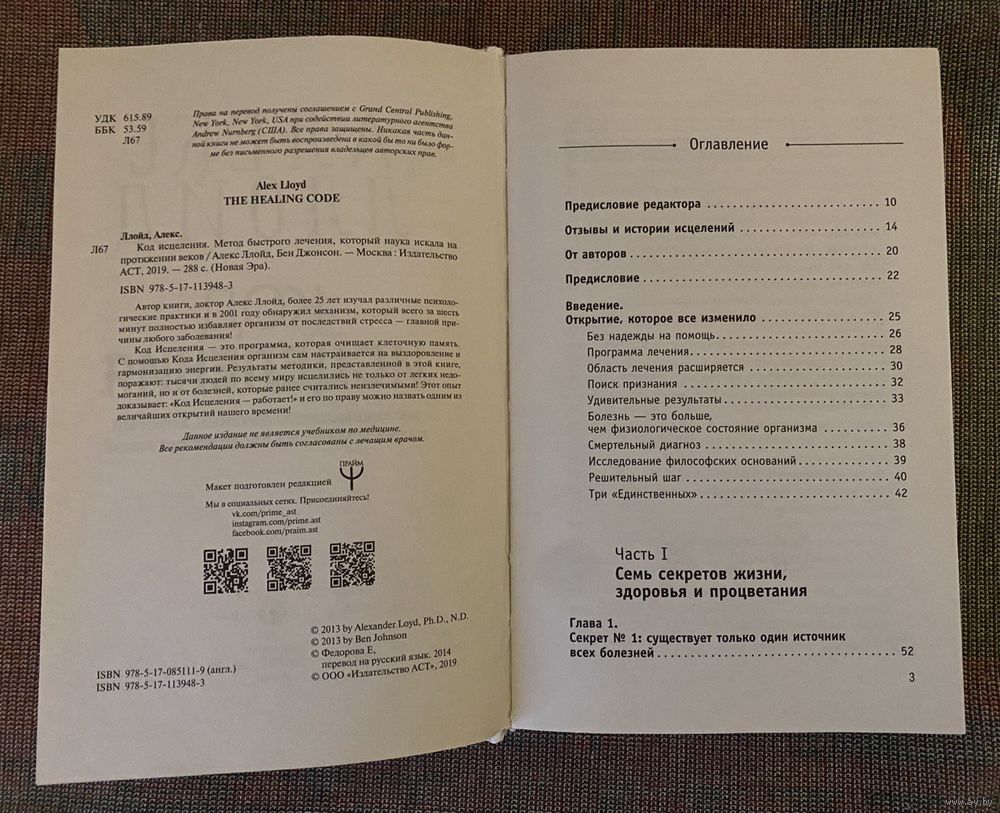 УДК 615.89
ББК 53.59
Л67
Права на перевод получены соглашением с Grand Central Publishing,
New York, New York, USA при содействии литературного агентства
Andrew Nurnberg (США). Все права защищены. Никакая часть дан-
ной книги не может быть воспроизведена в какой бы то ни было фор-
ме без письменного разрешения владельцев авторских прав.
Alex Lloyd
THE HEALING CODE
Ллойд, Алекс.
Л67 Код исцеления. Метод быстрого лечения, который наука искала на
протяжении веков / Алекс Ллойд, Бен Джонсон. — Москва : Издательство
АСТ, 2019. — 288 с. (Новая Эра).
ISBN 978-5-17-113948-3
Автор книги, доктор Алекс Ллойд, более 25 лет изучал различные психоло-
гические практики и в 2001 году обнаружил механизм, который всего за шесть
минут полностью избавляет организм от последствий стресса — главной при-
чины любого заболевания!
Код Исцеления — это программа, которая очищает клеточную память.
С помощью Кода Исцеления организм сам настраивается на выздоровление и
гармонизацию энергии. Результаты методики, представленной в этой книге,
поражают: тысячи людей по всему миру исцелились не только от легких недо-
моганий, но и от болезней, которые ранее считались неизлечимыми! Этот опыт
доказывает: «Код Исцеления — работает!» и его по праву можно назвать одним из
величайших открытий нашего времени!
Данное издание не является учебником по медицине.
Все рекомендации должны быть согласованы с лечащим врачом.
ПРАЙМ
Макет подготовлен редакцией
Мы в социальных сетях. Присоединяйтесь!
vk.com/prime_ast
instagram.com/prime.ast
facebook.com/praim.ast
© 2013 by Alexander Loyd, Ph.D., N.D.
© 2013 by Ben Johnson
© Федорова Е,
перевод на русский язык. 2014
© ООО «Издательство АСТ», 2019
ISBN 978-5-17-085111-9 (англ.)
ISBN 978-5-17-113948-3
Оглавление
Предисловие редактора . . . . . . . . . . 10
Отзывы и истории исцелений . . . . . . . . . . 14
От авторов . . . . . . . . . . 20
Предисловие . . . . . . . . . . 22
Введение.
Открытие, которое все изменило . . . . . . . . . . 25
Без надежды на помощь. . . . . . . . . . 26
Программа лечения. . . . . . . . . . 28
Область лечения расширяется . . . . . . . . . . 30
Поиск признания . . . . . . . . . . 32
Удивительные результаты . . . . . . . . . . 33
Болезнь — это больше,
чем физиологическое состояние организма . . . . . . . . . . 36
Смертельный диагноз . . . . . . . . . . 38
Исследование философских оснований . . . . . . . . . . 39
Решительный шаг . . . . . . . . . . 40
Три «Единственных» . . . . . . . . . . 42
Часть I
Семь секретов жизни,
здоровья и процветания
Глава 1.
Секрет № 1: существует только один источник
всех болезней . . . . . . . . . . 52
3
www.ay.by